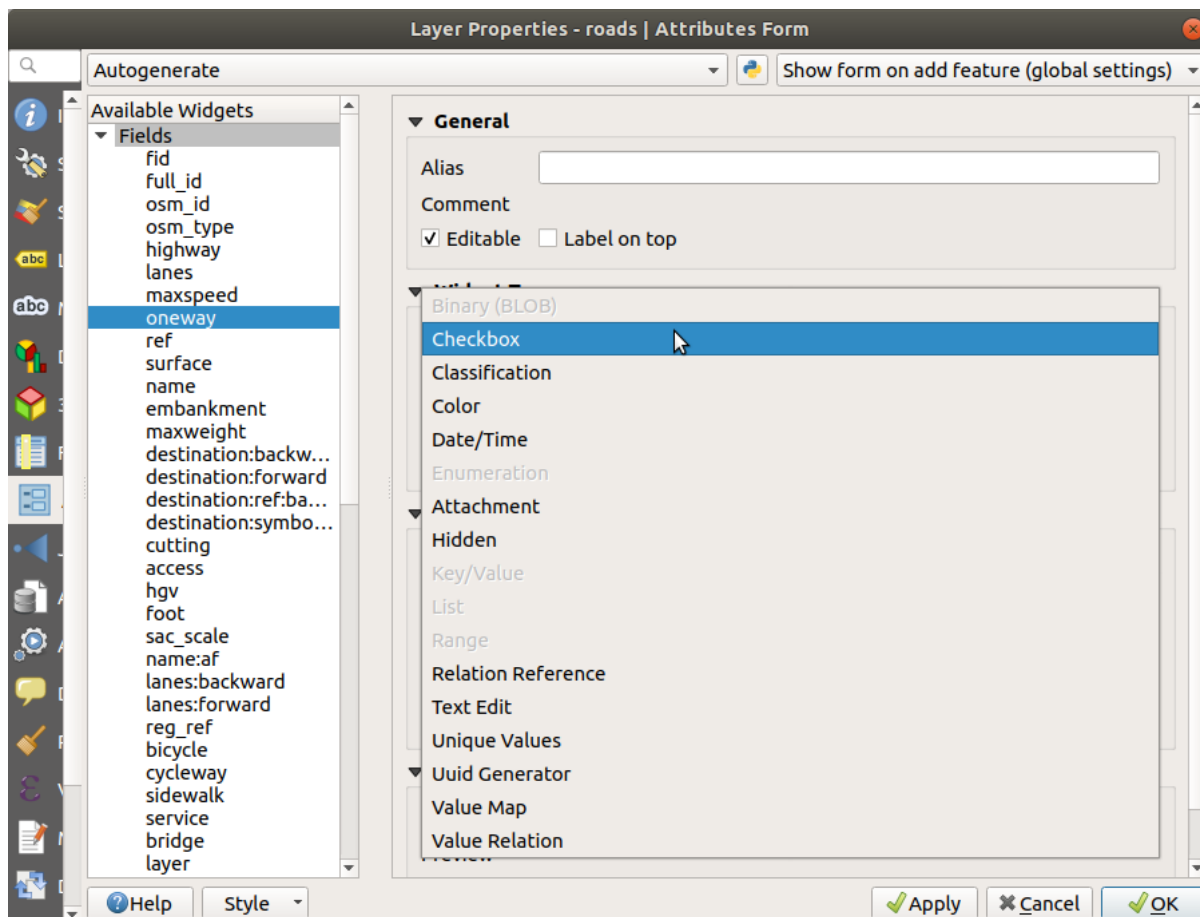 Layer Properties - roads | Attributes Form
Autogenerate
Show form on add feature (global settings)
Available Widgets
Fields
fid
full_id
osm_id
osm_type
highway
lanes
maxspeed
oneway
ref
surface
name
embankment
maxweight
destination:backw...
destination:forward
destination:ref:ba...
destination:symbo...
cutting
access
hgv
foot
sac_scale
name:af
lanes:backward
lanes:forward
reg_ref
bicycle
cycleway
sidewalk
service
bridge
layer
General
Alias
Comment
Editable
Label on top
Binary (BLOB)
Checkbox
Classification
Color
Date/Time
Enumeration
Attachment
Hidden
Key/Value
List
Range
Relation Reference
Text Edit
Unique Values
Uuid Generator
Value Map
Value Relation
Help
Style
Apply
Cancel
OK
abc
abc